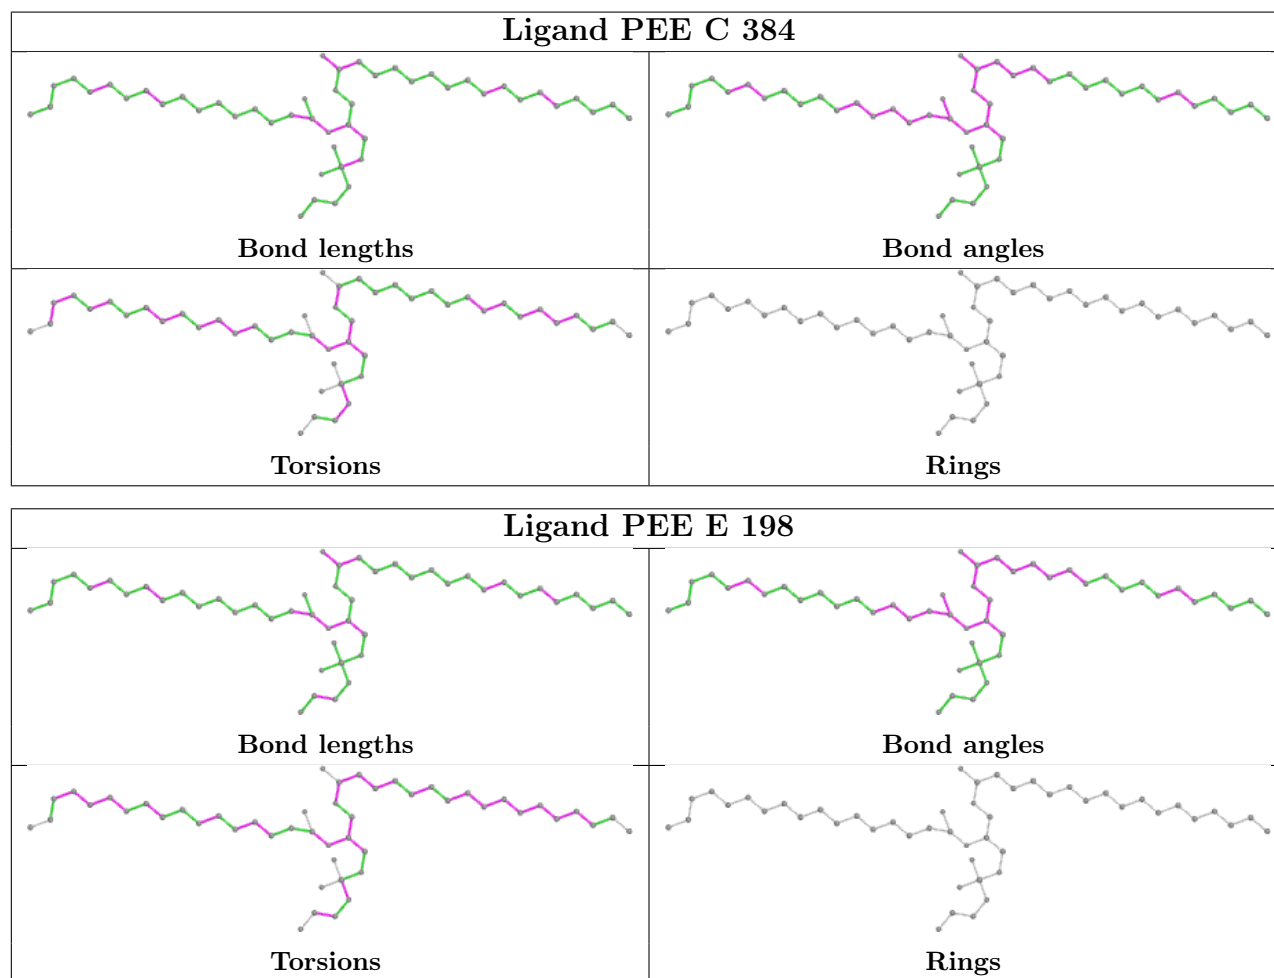 Ligand PEE C 384
Bond lengths Bond angles
Torsions Rings
Ligand PEE E 198
Bond lengths Bond angles
Torsions Rings